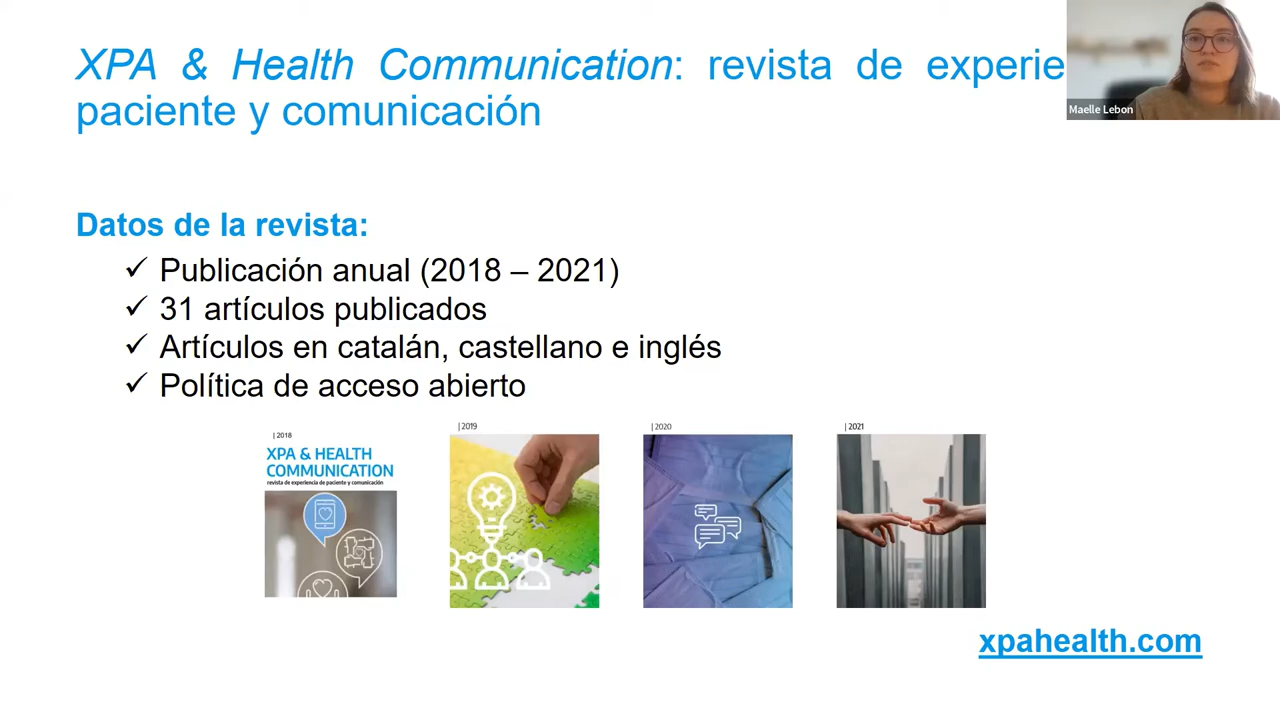 XPA & Health Communication: revista de experie
paciente y comunicación
Maelle Lebon
Datos de la revista:
✓ Publicación anual (2018 – 2021)
✓ 31 artículos publicados
✓ Artículos en catalán, castellano e inglés
✓ Política de acceso abierto
| 2018
XPA & HEALTH
COMMUNICATION
revista de experiencia de paciente y comunicación
| 2019
| 2020
| 2021
xpahealth.com